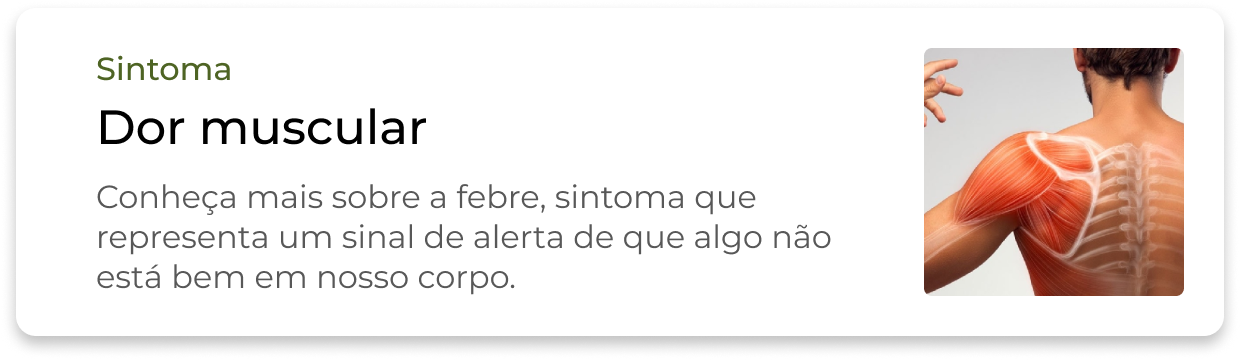 Sintoma
Dor muscular
Conheça mais sobre a febre, sintoma que
representa um sinal de alerta de que algo não
está bem em nosso corpo.